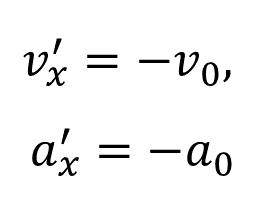 v′ₓ = −v₀,
a′ₓ = −a₀